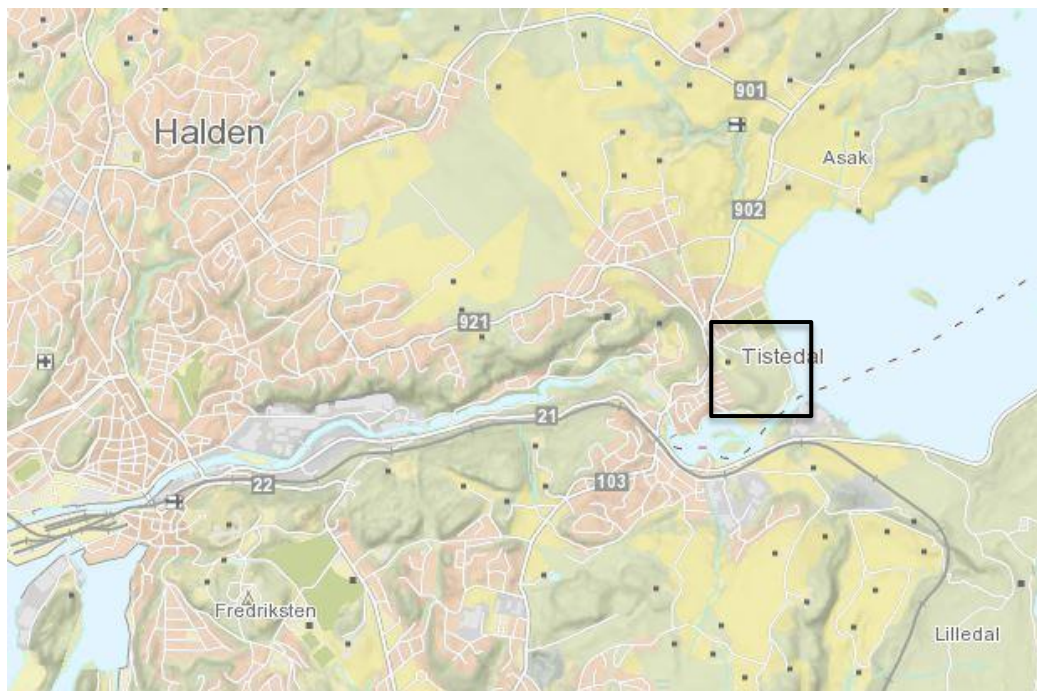 901
Halden
Asak
902
921
Tistedal
21
103
22
Fredriksten
Lilledal